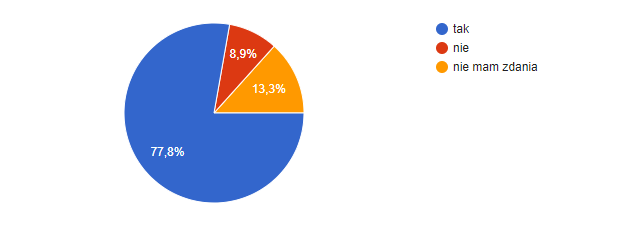 tak
nie
nie mam zdania
8,9%
13,3%
77,8%